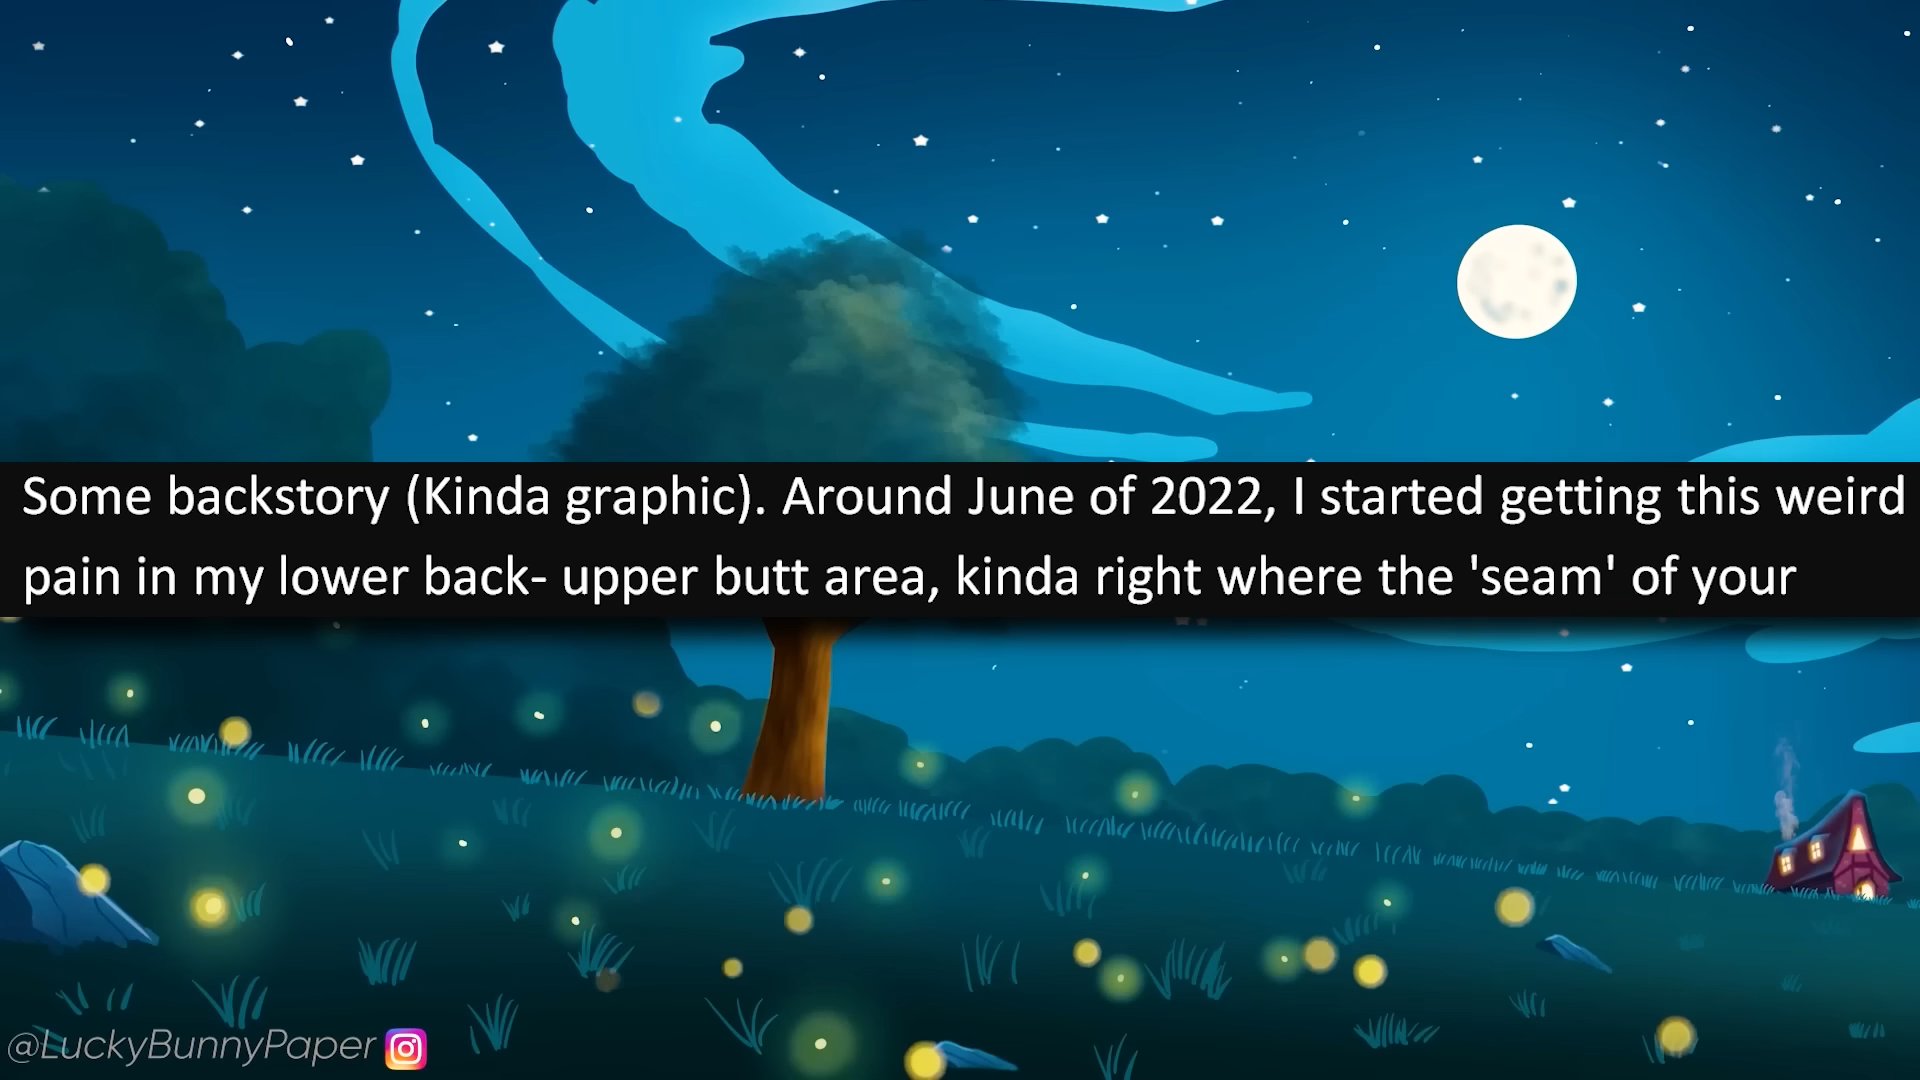 Some backstory (Kinda graphic). Around June of 2022, I started getting this weird
pain in my lower back- upper butt area, kinda right where the 'seam' of your
@LuckyBunnyPaper